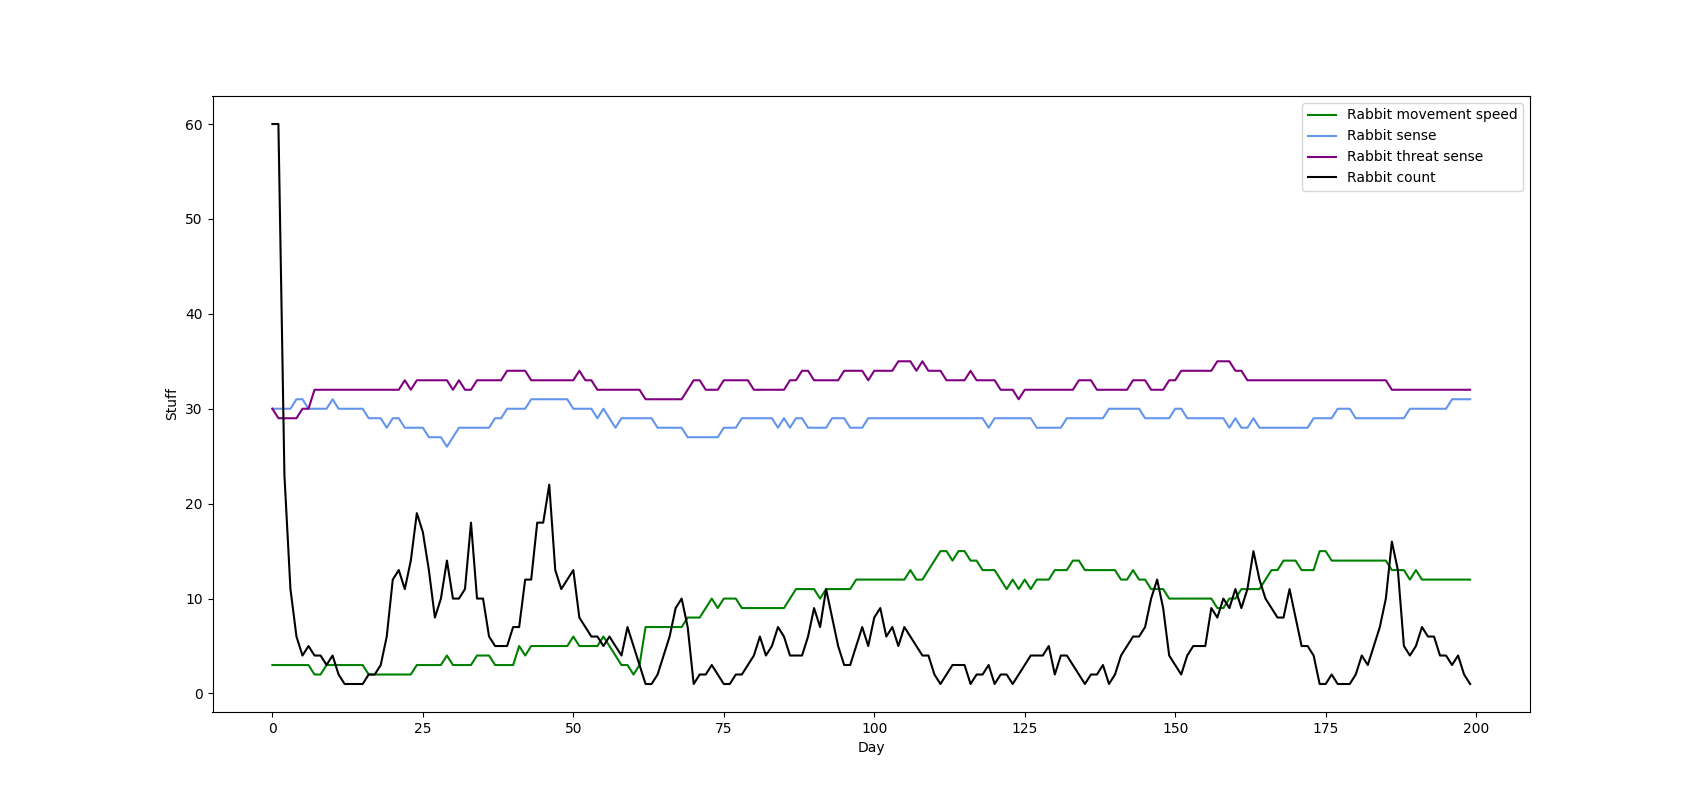 Rabbit movement speed
Rabbit sense
Rabbit threat sense
Rabbit count
60
50
40
30
20
10
0
Stuff
0 25 50 75 100 125 150 175 200
Day